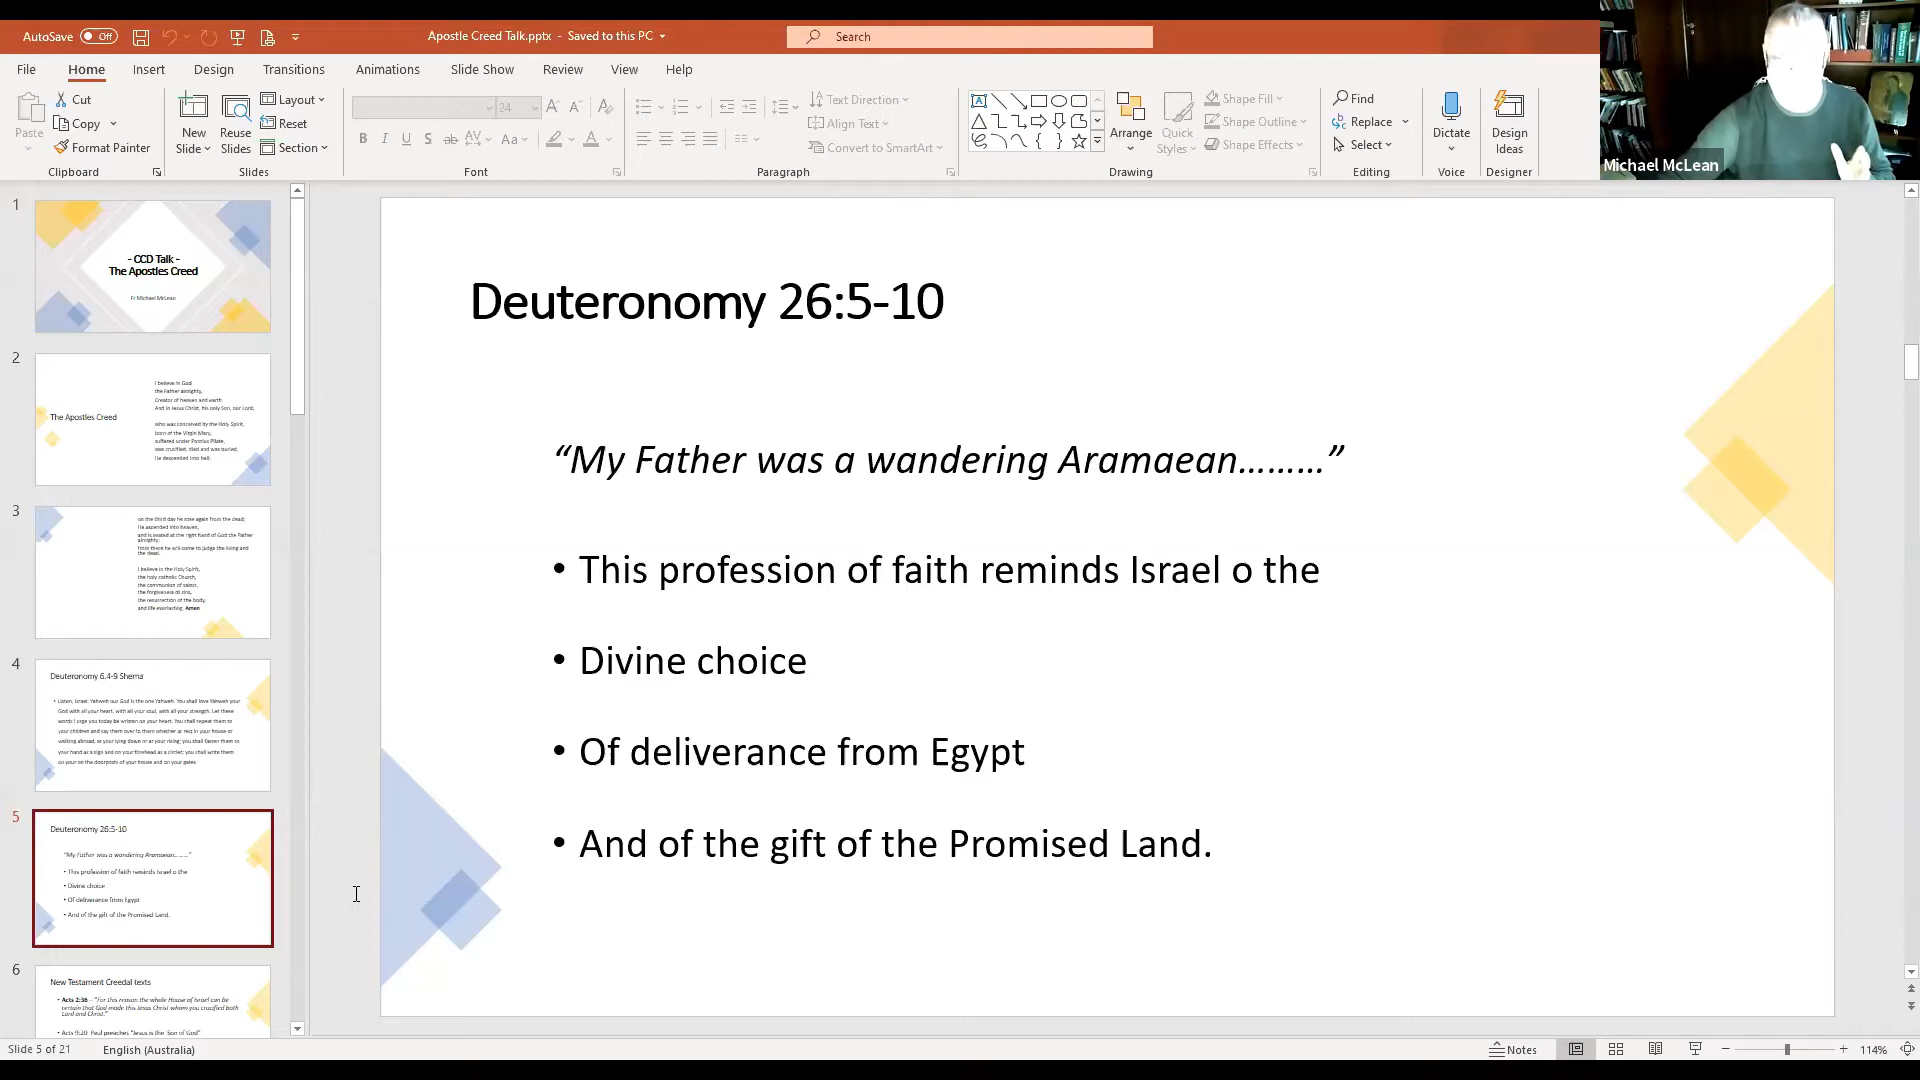 AutoSave Off
Apostle Creed Talk.pptx - Saved to this PC
Search
File Home Insert Design Transitions Animations Slide Show Review View Help
Paste
Cut
Copy
Format Painter
Clipboard
New Slide
Reuse Slides
Layout
Reset
Section
Slides
24
Font
Text Direction
Align Text
Convert to SmartArt
Paragraph
Arrange
Quick Styles
Shape Fill
Shape Outline
Shape Effects
Drawing
Find
Replace
Select
Editing
Dictate
Voice
Design Ideas
Designer
Michael McLean
1
- CCD Talk -
The Apostles Creed
Fr Michael McLean
2
The Apostles Creed
I believe in God
the Father almighty,
Creator of heaven and earth
And in Jesus Christ, his only Son, our Lord,
who was conceived by the Holy Spirit,
born of the Virgin Mary,
suffered under Pontius Pilate,
was crucified, died and was buried;
He descended into hell;
3
on the third day he rose again from the dead;
He ascended into heaven,
and is seated at the right hand of God the Father
almighty;
from there he will come to judge the living and
the dead.
I believe in the Holy Spirit,
the holy catholic Church,
the communion of saints,
the forgiveness of sins,
the resurrection of the body,
and life everlasting. Amen
4
Deuteronomy 6.4-9 Shema
• Listen, Israel: Yahweh our God is the one Yahweh. You shall love Yahweh your
God with all your heart, with all your soul, with all your strength. Let these
words I urge you today be written on your heart. You shall repeat them to
your children and say them over to them whether at rest in your house or
walking abroad, at your lying down or at your rising; you shall fasten them to
your hand as a sign and on your forehead as a circlet; you shall write them
on your on the doorposts of your house and on your gates.
5
Deuteronomy 26:5-10
“My Father was a wandering Aramaean………”
• This profession of faith reminds Israel o the
• Divine choice
• Of deliverance from Egypt
• And of the gift of the Promised Land.
6
New Testament Creedal texts
• Acts 2:36 – “For this reason the whole House of Israel can be
certain that God made this Jesus Christ whom you crucified both
Lord and Christ.”
• Acts 9:20 Paul preaches “Jesus is the Son of God”
Deuteronomy 26:5-10
“My Father was a wandering Aramaean………”
• This profession of faith reminds Israel o the
• Divine choice
• Of deliverance from Egypt
• And of the gift of the Promised Land.
Slide 5 of 21
English (Australia)
Notes
114%